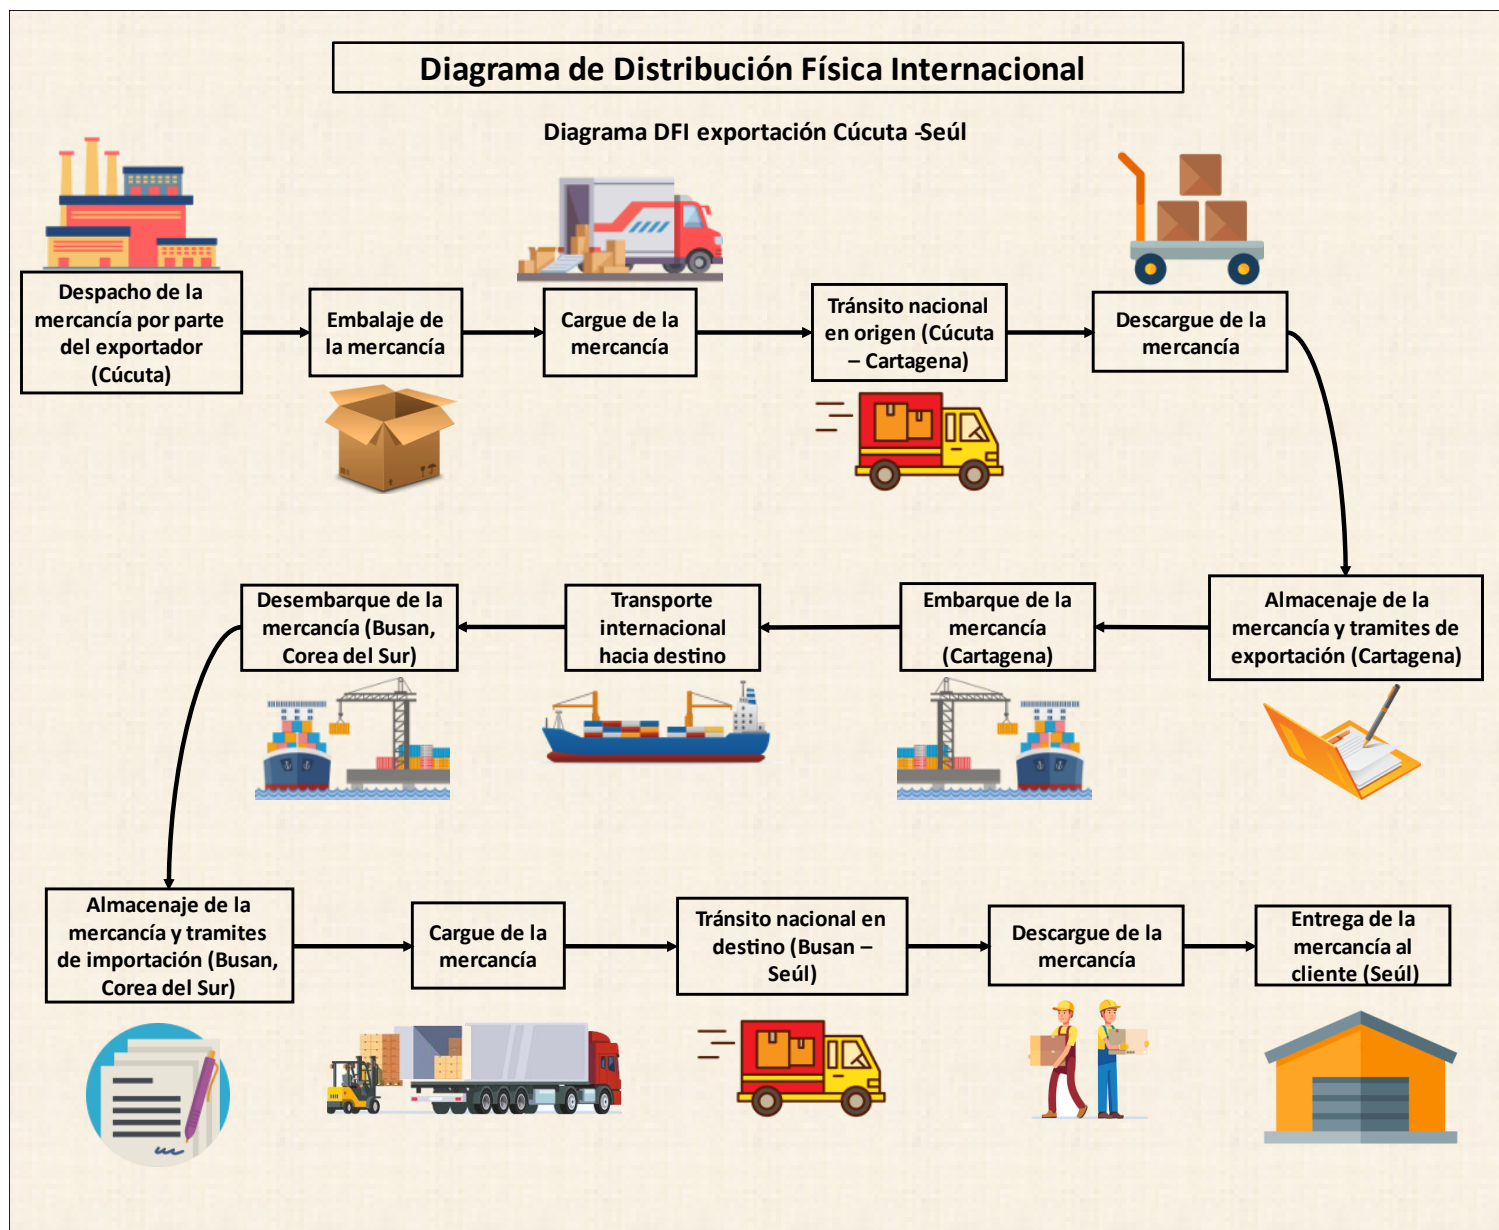 Diagrama de Distribución Física Internacional
Diagrama DFI exportación Cúcuta -Seúl
Despacho de la
mercancía por parte
del exportador
(Cúcuta)
Embalaje de
la mercancía
Cargue de la
mercancía
Tránsito nacional
en origen (Cúcuta
– Cartagena)
Descargue de la
mercancía
Almacenaje de la
mercancía y tramites de
exportación (Cartagena)
Embarque de la
mercancía
(Cartagena)
Transporte
internacional
hacia destino
Desembarque de la
mercancía (Busan,
Corea del Sur)
Almacenaje de la
mercancía y tramites
de importación (Busan,
Corea del Sur)
Cargue de la
mercancía
Tránsito nacional en
destino (Busan –
Seúl)
Descargue de la
mercancía
Entrega de la
mercancía al
cliente (Seúl)